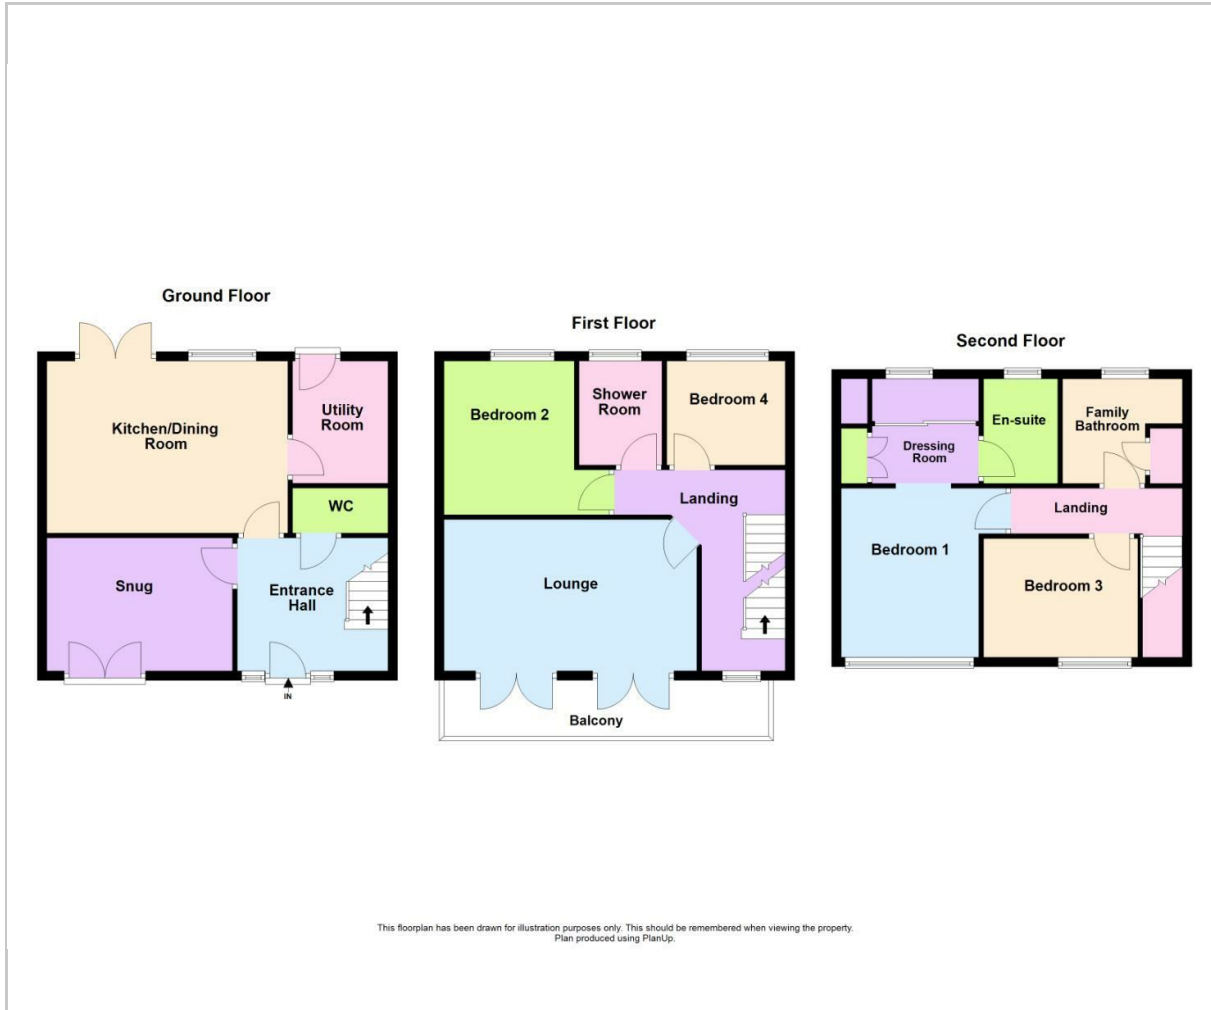 Ground Floor
Kitchen/Dining
Room
Utility
Room
WC
Snug
Entrance
Hall
IN
First Floor
Bedroom 2
Shower
Room
Bedroom 4
Landing
Lounge
Balcony
Second Floor
Dressing
Room
En-suite
Family
Bathroom
Landing
Bedroom 1
Bedroom 3
This floorplan has been drawn for illustration purposes only. This should be remembered when viewing the property.
Plan produced using PlanUp.